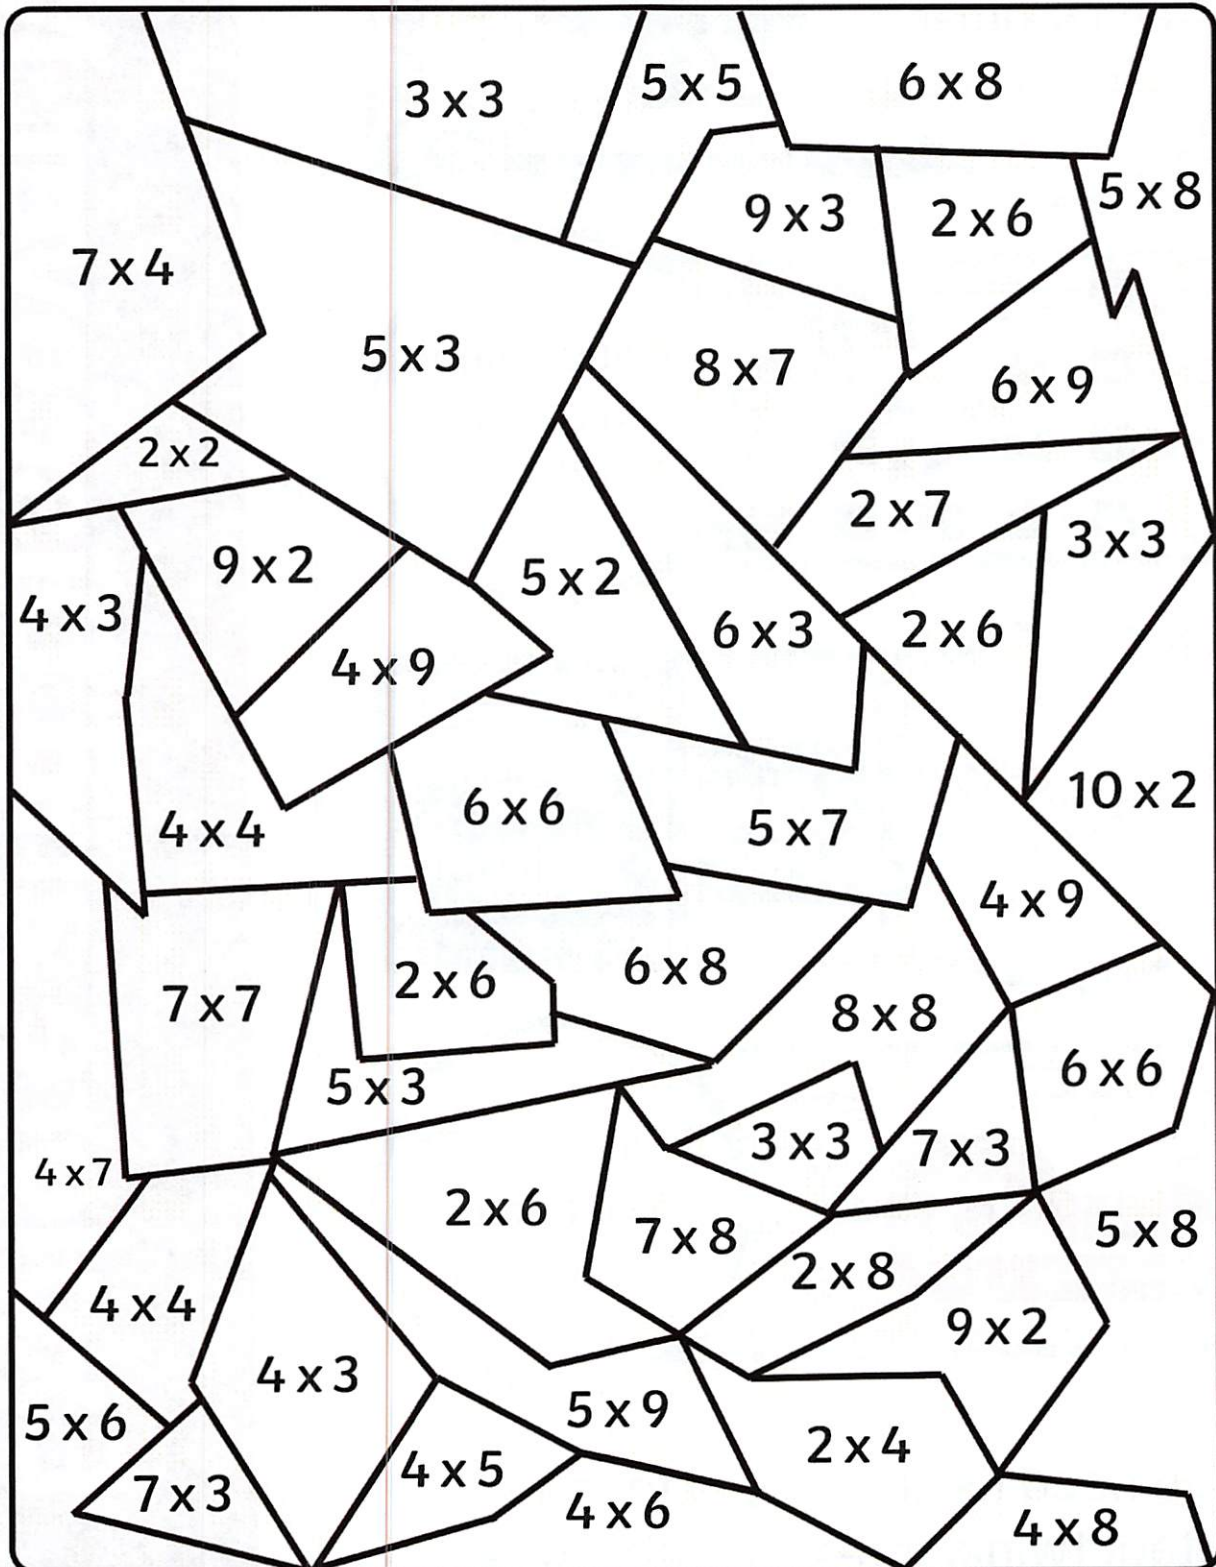 3 x 3
5 x 5
6 x 8
7 x 4
9 x 3
2 x 6
5 x 8
5 x 3
8 x 7
6 x 9
2 x 2
2 x 7
3 x 3
9 x 2
5 x 2
4 x 3
4 x 9
6 x 3
2 x 6
4 x 4
6 x 6
5 x 7
10 x 2
4 x 9
7 x 7
2 x 6
6 x 8
8 x 8
5 x 3
6 x 6
4 x 7
3 x 3
7 x 3
2 x 6
7 x 8
5 x 8
4 x 4
2 x 8
9 x 2
4 x 3
5 x 6
5 x 9
2 x 4
7 x 3
4 x 5
4 x 6
4 x 8